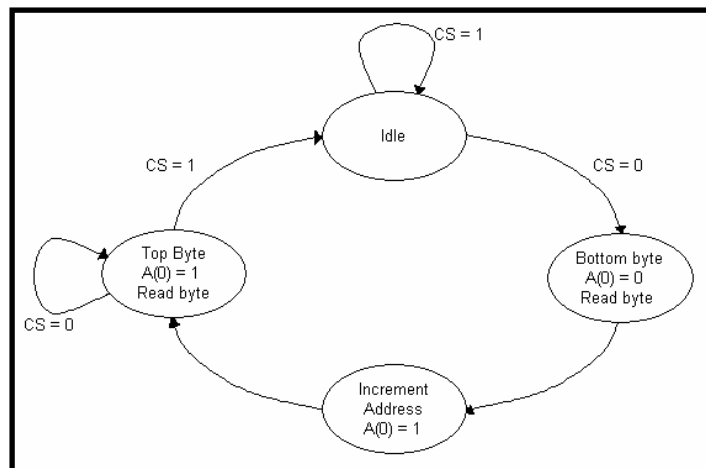 CS = 1
Idle
CS = 1
CS = 0
Top Byte
A(0) = 1
Read byte
Bottom byte
A(0) = 0
Read byte
CS = 0
Increment
Address
A(0) = 1